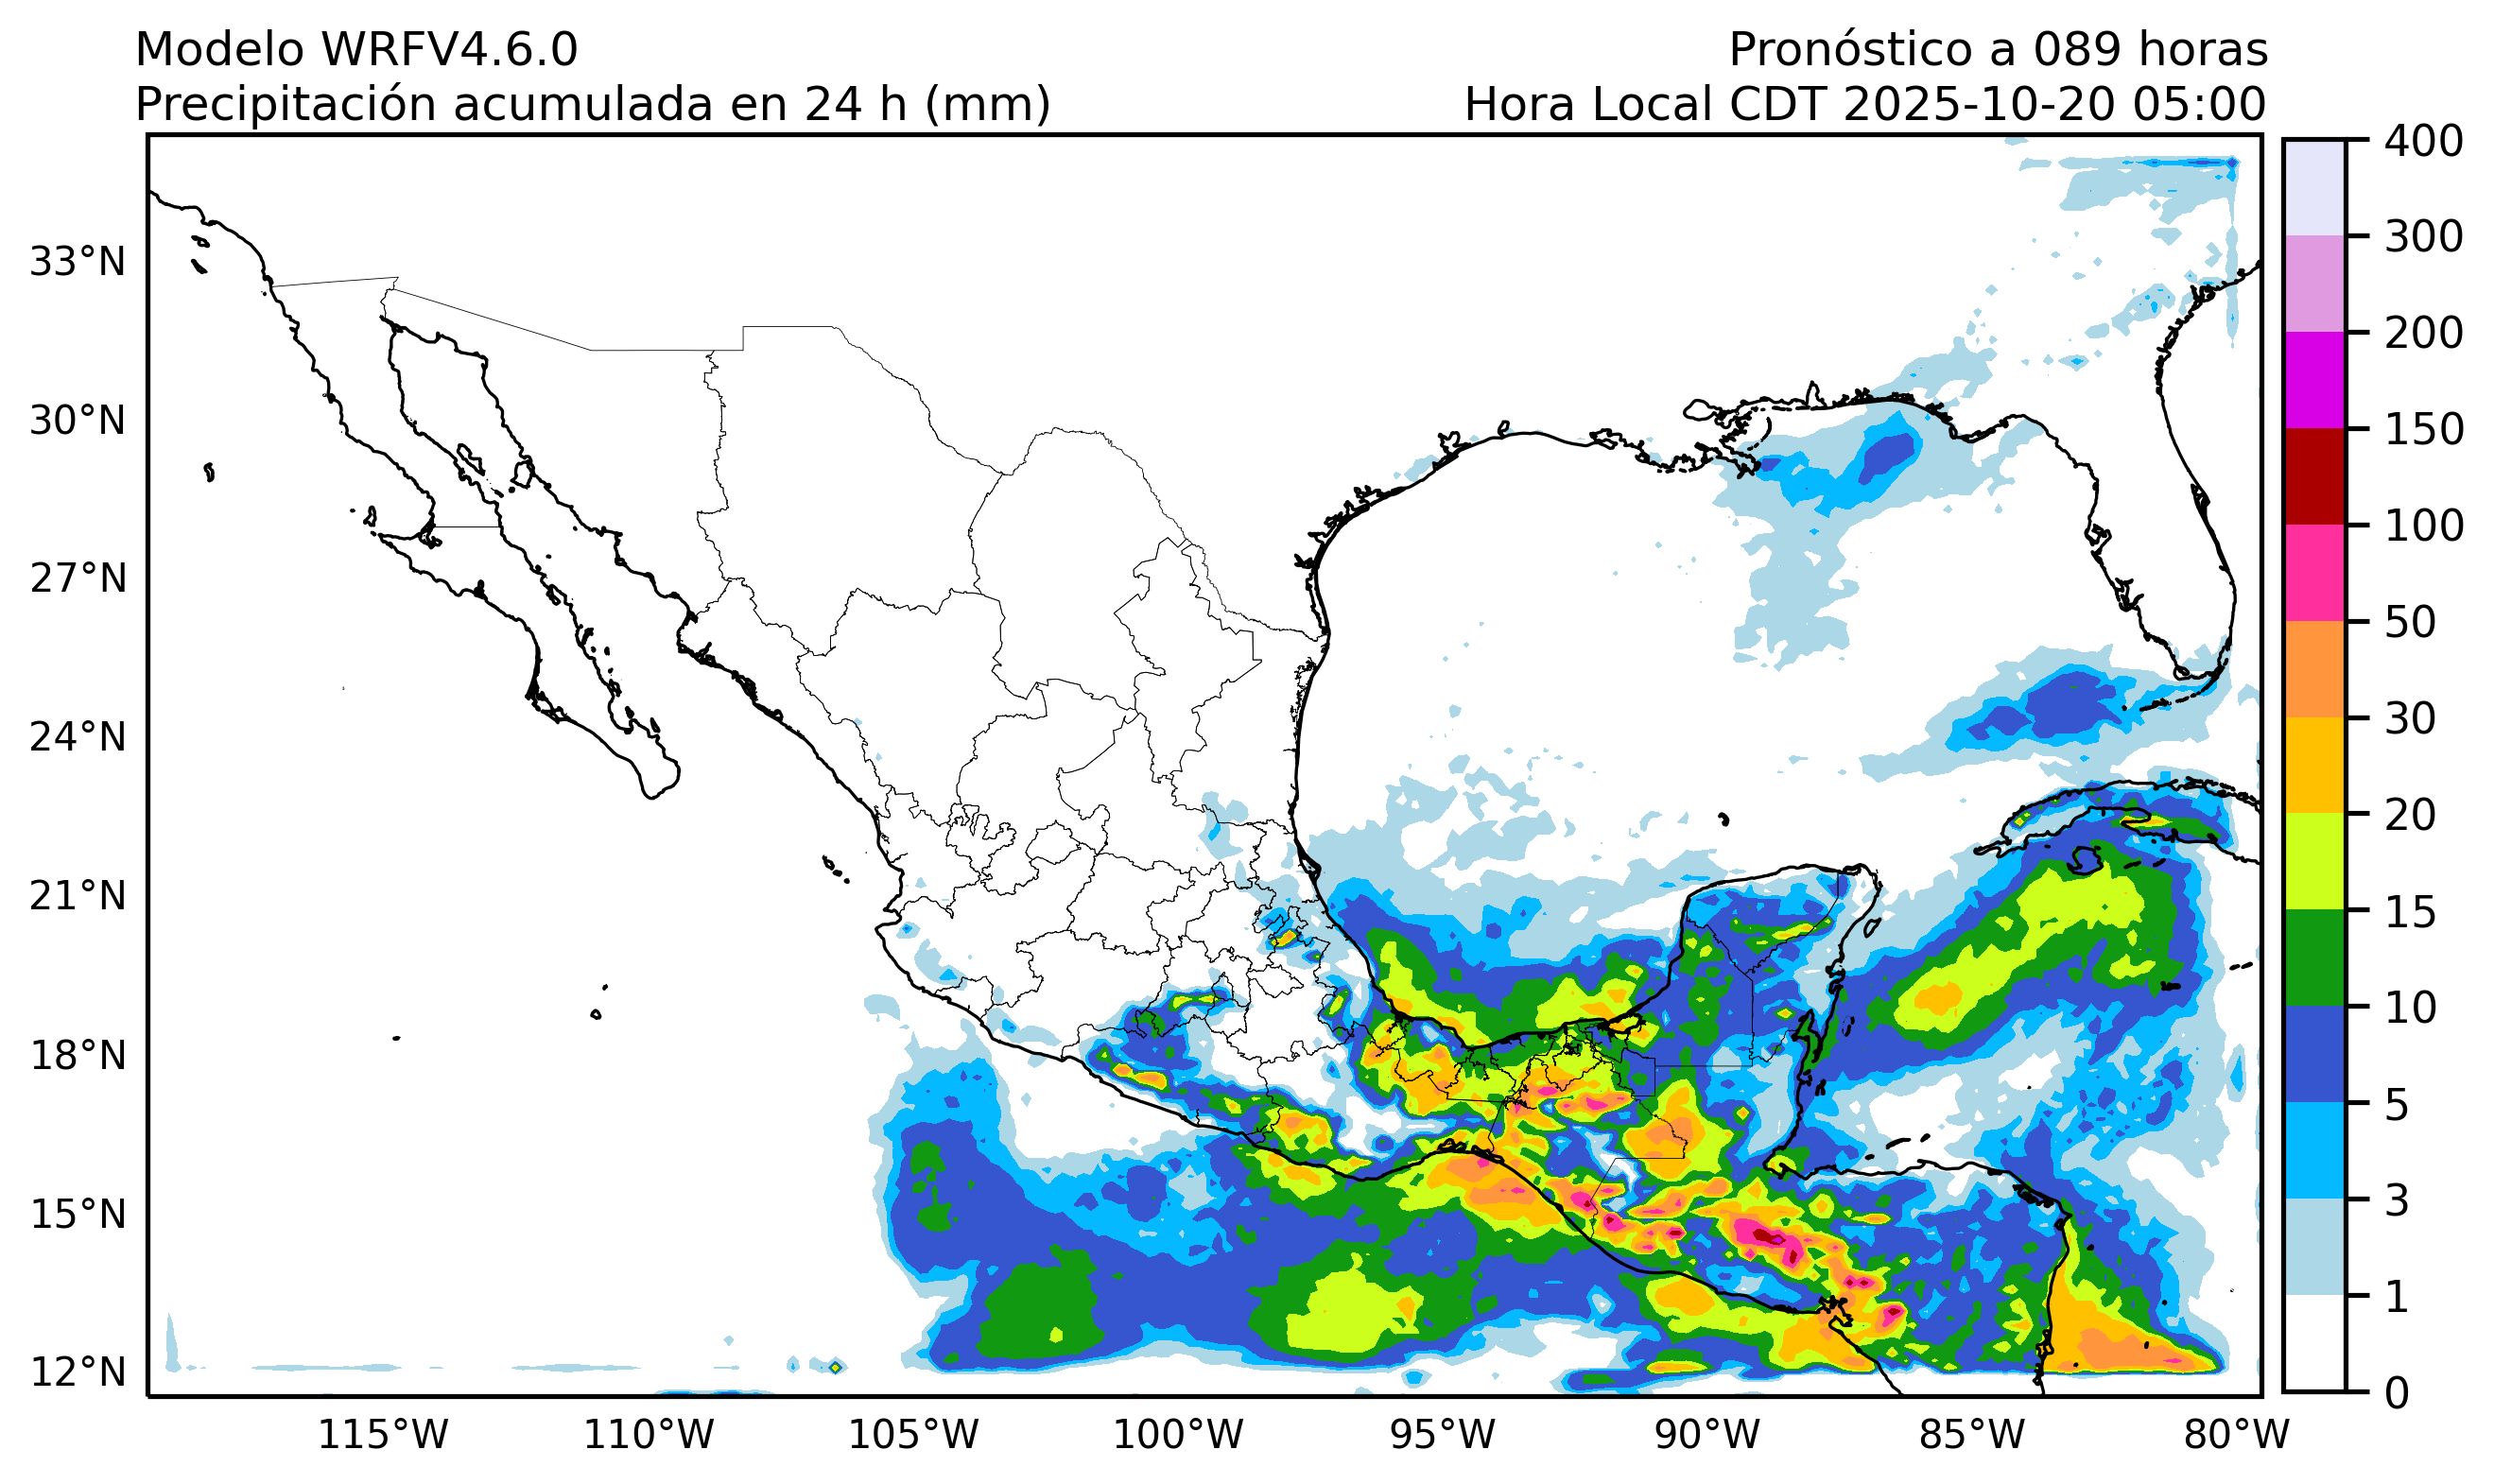 Modelo WRFV4.6.0
Pronóstico a 089 horas
Precipitación acumulada en 24 h (mm)
Hora Local CDT 2025-10-20 05:00
33°N
30°N
27°N
24°N
21°N
18°N
15°N
12°N
115°W
110°W
105°W
100°W
95°W
90°W
85°W
80°W
400
300
200
150
100
50
30
20
15
10
5
3
1
0